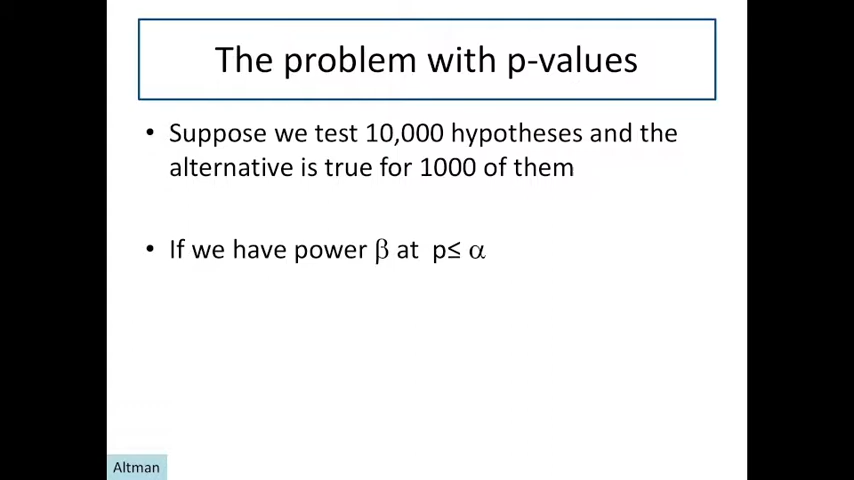 The problem with p-values
• Suppose we test 10,000 hypotheses and the
alternative is true for 1000 of them
• If we have power β at p≤ α
Altman